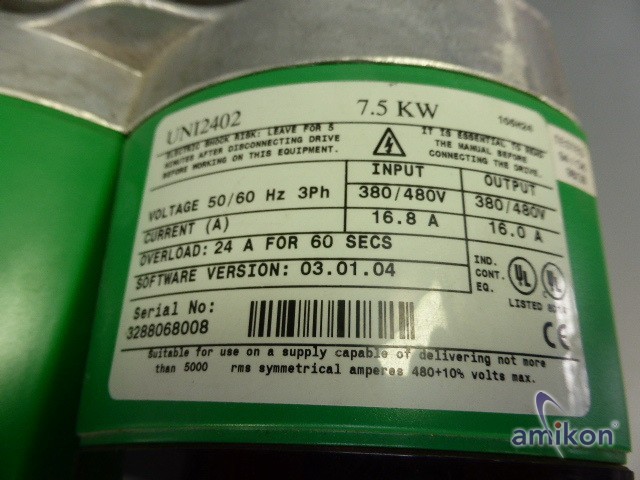 UNI2402 7.5 KW 106H24
ELECTRIC SHOCK RISK: LEAVE FOR 5
MINUTES AFTER DISCONNECTING DRIVE
BEFORE WORKING ON THIS EQUIPMENT.
IT IS ESSENTIAL TO READ
THE MANUAL BEFORE
CONNECTING THE DRIVE.
INPUT OUTPUT
VOLTAGE 50/60 Hz 3Ph 380/480V 380/480V
CURRENT (A) 16.8 A 16.0 A
OVERLOAD: 24 A FOR 60 SECS
SOFTWARE VERSION: 03.01.04
IND.
CONT.
EQ.
UL UL
LISTED
Serial No:
3288068008
CE
Suitable for use on a supply capable of delivering not more
than 5000 rms symmetrical amperes 480+10% volts max.
amikon